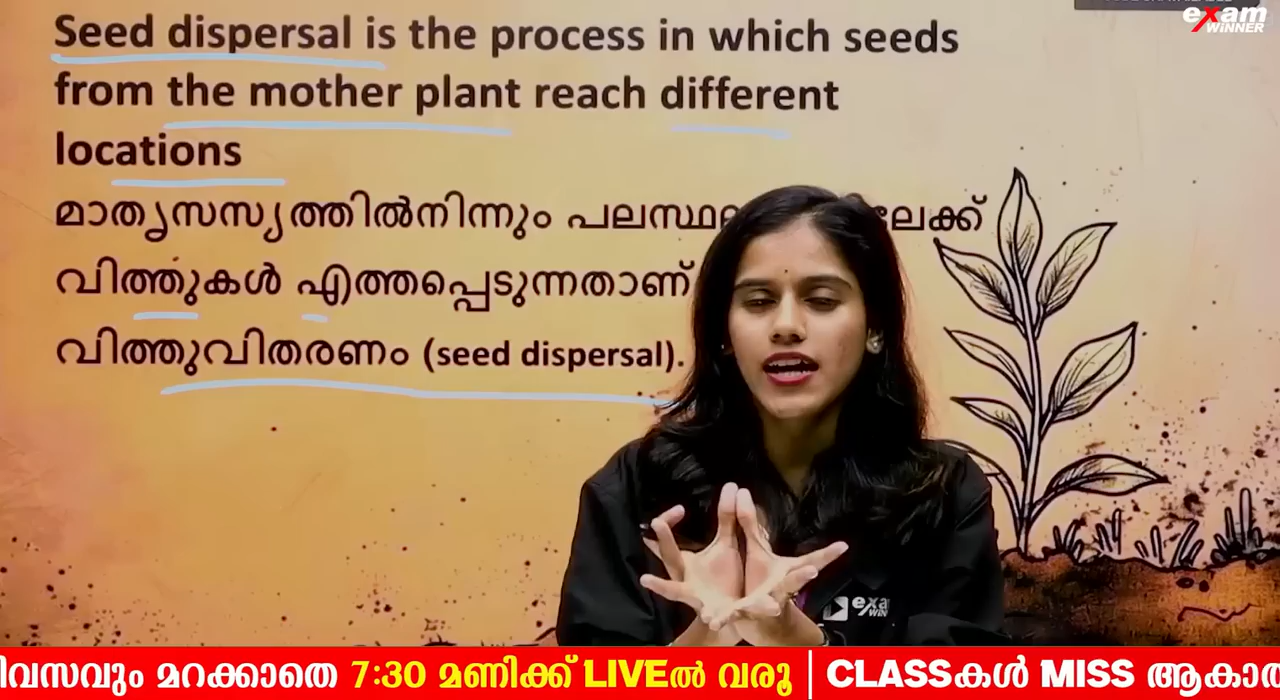 exam
WiNNER
Seed dispersal is the process in which seeds
from the mother plant reach different
locations
മാതൃസസ്യത്തിൽനിന്നും
വിത്തുകൾ എത്തപ്പെടുന്നതാണ്
വിത്തുവിതരണം (seed dispersal).
മറക്കാതെ 7:30 മണിക്ക് LIVEൽ വരൂ | CLASSകൾ MISS